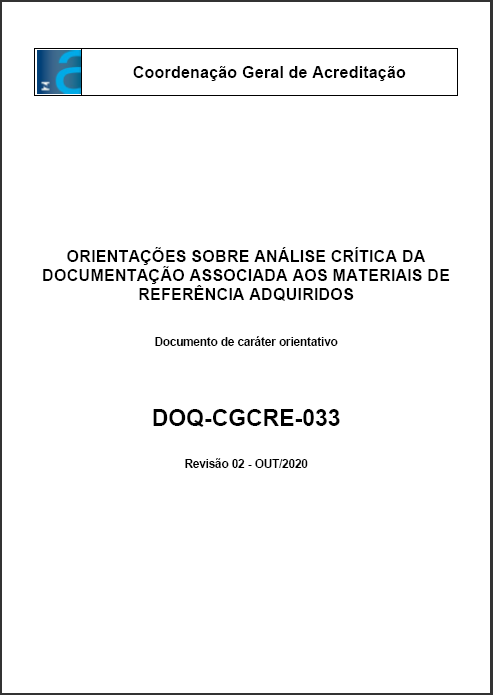 Coordenação Geral de Acreditação
ORIENTAÇÕES SOBRE ANÁLISE CRÍTICA DA
DOCUMENTAÇÃO ASSOCIADA AOS MATERIAIS DE
REFERÊNCIA ADQUIRIDOS
Documento de caráter orientativo
DOQ-CGCRE-033
Revisão 02 - OUT/2020